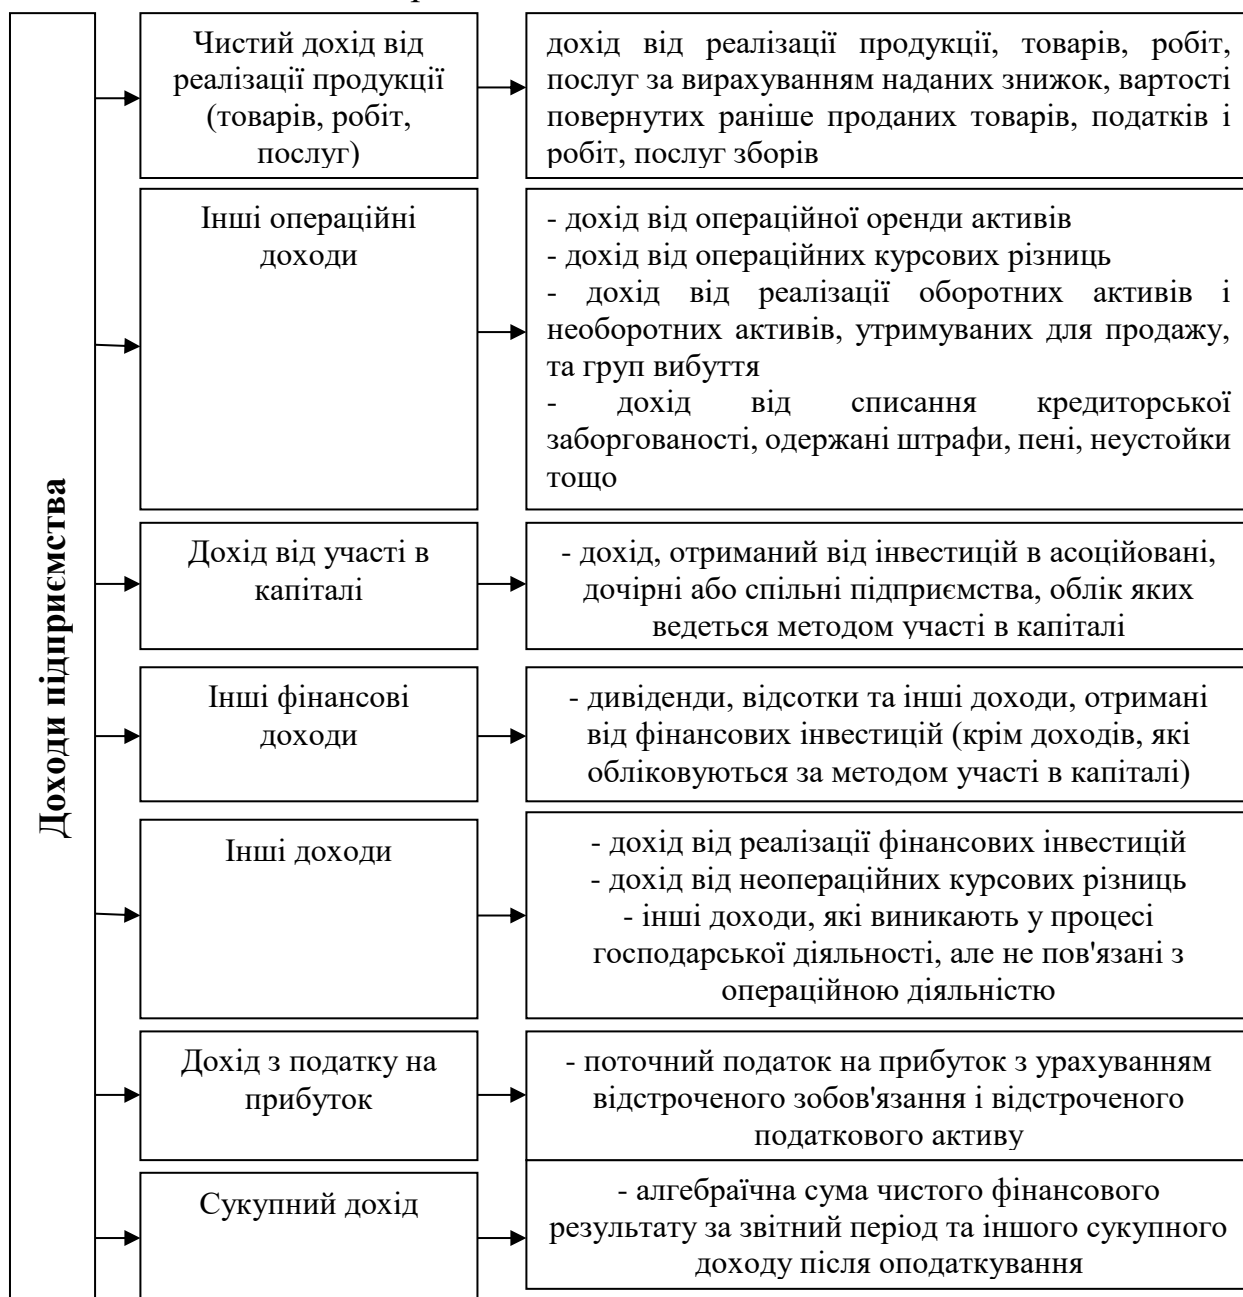 Доходи підприємства
Чистий дохід від
реалізації продукції
(товарів, робіт,
послуг)
дохід від реалізації продукції, товарів, робіт,
послуг за вирахуванням наданих знижок, вартості
повернутих раніше проданих товарів, податків і
робіт, послуг зборів
Інші операційні
доходи
- дохід від операційної оренди активів
- дохід від операційних курсових різниць
- дохід від реалізації оборотних активів і
необоротних активів, утримуваних для продажу,
та груп вибуття
- дохід від списання кредиторської
заборгованості, одержані штрафи, пені, неустойки
тощо
Дохід від участі в
капіталі
- дохід, отриманий від інвестицій в асоційовані,
дочірні або спільні підприємства, облік яких
ведеться методом участі в капіталі
Інші фінансові
доходи
- дивіденди, відсотки та інші доходи, отримані
від фінансових інвестицій (крім доходів, які
обліковуються за методом участі в капіталі)
Інші доходи
- дохід від реалізації фінансових інвестицій
- дохід від неопераційних курсових різниць
- інші доходи, які виникають у процесі
господарської діяльності, але не пов'язані з
операційною діяльністю
Дохід з податку на
прибуток
- поточний податок на прибуток з урахуванням
відстроченого зобов'язання і відстроченого
податкового активу
Сукупний дохід
- алгебраїчна сума чистого фінансового
результату за звітний період та іншого сукупного
доходу після оподаткування